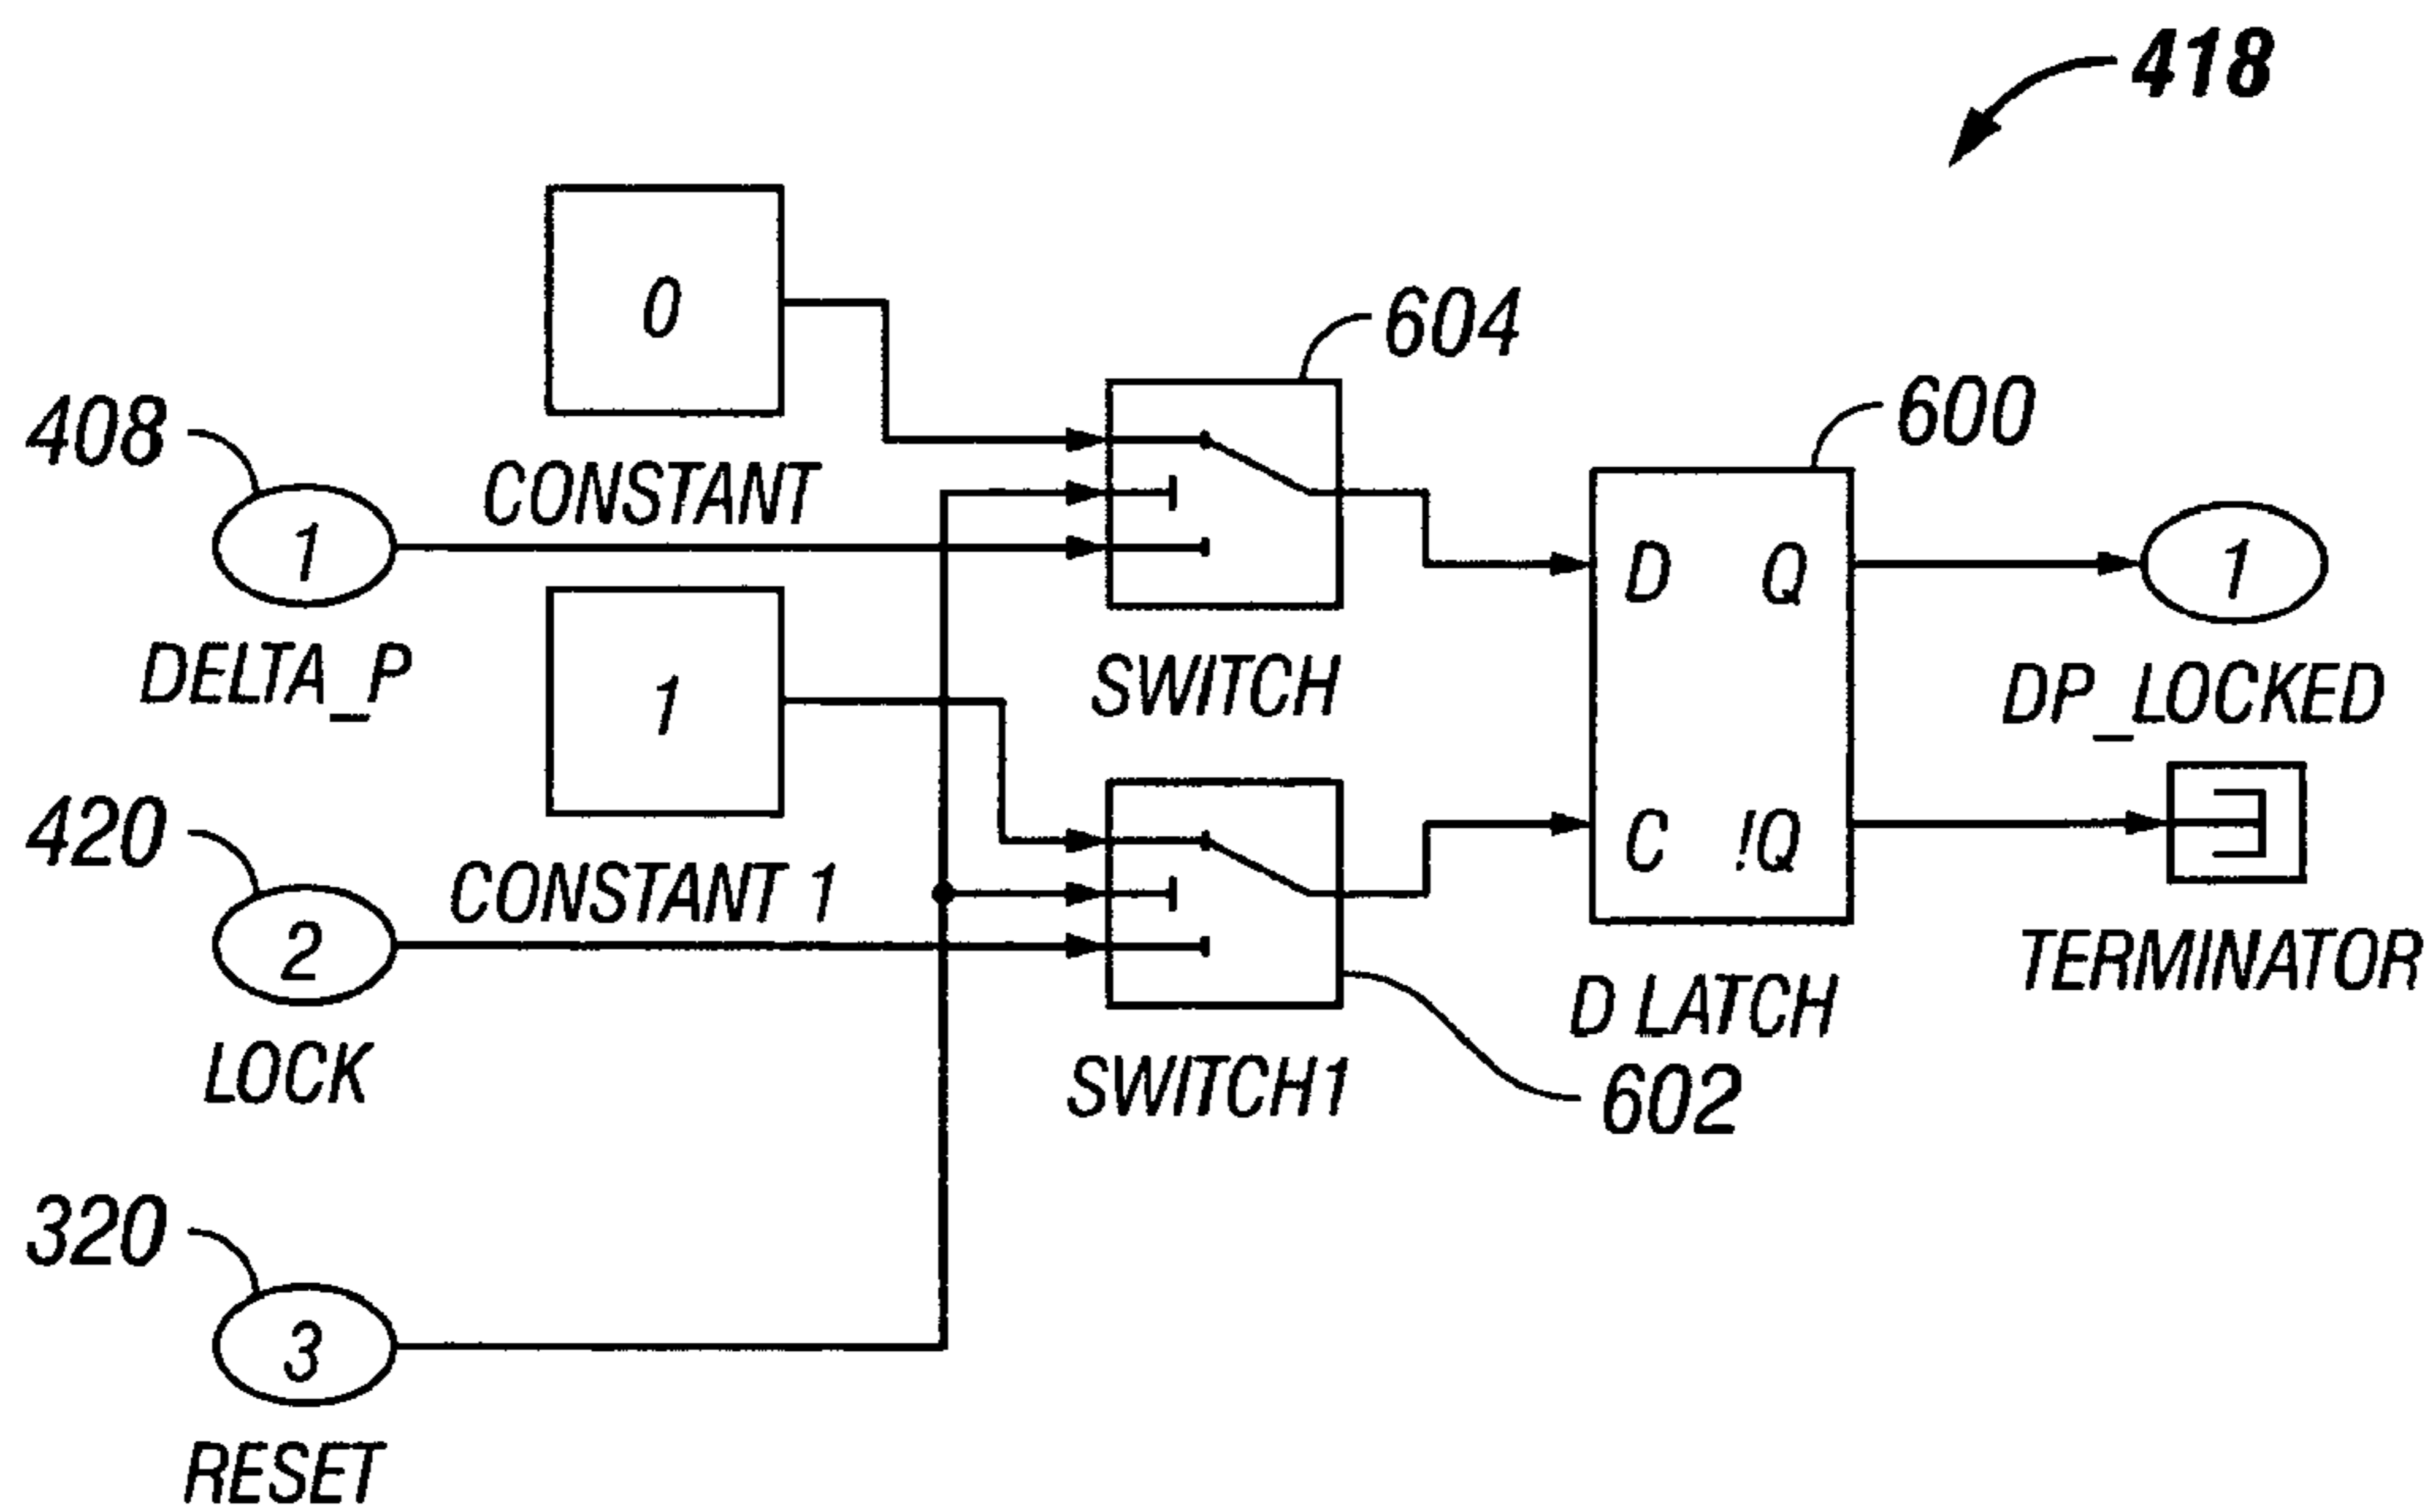 418
0
604
408
600
CONSTANT
1
D Q
1
DELTA_P
SWITCH
DP_LOCKED
1
420
C !Q
CONSTANT 1
2
TERMINATOR
D LATCH
LOCK
SWITCH1
602
320
3
RESET